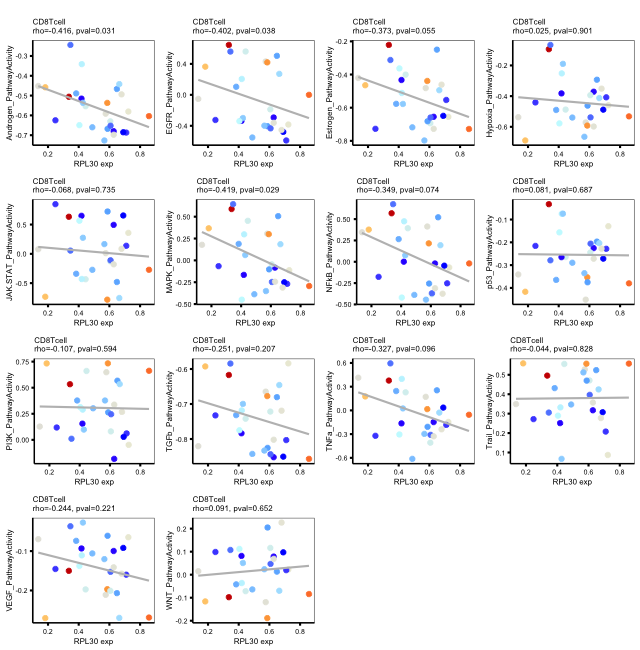 CD8Tcell
rho=-0.416, pval=0.031
Androgen_PathwayActivity
-0.3
-0.4
-0.5
-0.6
-0.7
0.2 0.4 0.6 0.8
RPL30 exp
CD8Tcell
rho=-0.402, pval=0.038
EGFR_PathwayActivity
0.4
0.0
-0.4
0.2 0.4 0.6 0.8
RPL30 exp
CD8Tcell
rho=-0.373, pval=0.055
Estrogen_PathwayActivity
-0.2
-0.4
-0.6
-0.8
0.2 0.4 0.6 0.8
RPL30 exp
CD8Tcell
rho=0.025, pval=0.901
Hypoxia_PathwayActivity
-0.2
-0.4
-0.6
0.2 0.4 0.6 0.8
RPL30 exp
CD8Tcell
rho=-0.068, pval=0.735
JAK.STAT_PathwayActivity
0.5
0.0
-0.5
0.2 0.4 0.6 0.8
RPL30 exp
CD8Tcell
rho=-0.419, pval=0.029
MAPK_PathwayActivity
0.50
0.25
0.00
-0.25
-0.50
0.2 0.4 0.6 0.8
RPL30 exp
CD8Tcell
rho=-0.349, pval=0.074
NFkB_PathwayActivity
0.50
0.25
0.00
-0.25
-0.50
0.2 0.4 0.6 0.8
RPL30 exp
CD8Tcell
rho=0.081, pval=0.687
p53_PathwayActivity
-0.1
-0.2
-0.3
-0.4
0.2 0.4 0.6 0.8
RPL30 exp
CD8Tcell
rho=-0.107, pval=0.594
PI3K_PathwayActivity
0.75
0.50
0.25
0.00
0.2 0.4 0.6 0.8
RPL30 exp
CD8Tcell
rho=-0.251, pval=0.207
TGFb_PathwayActivity
-0.6
-0.7
-0.8
0.2 0.4 0.6 0.8
RPL30 exp
CD8Tcell
rho=-0.327, pval=0.096
TNFa_PathwayActivity
0.6
0.3
0.0
-0.3
-0.6
0.2 0.4 0.6 0.8
RPL30 exp
CD8Tcell
rho=-0.044, pval=0.828
Trail_PathwayActivity
0.5
0.4
0.3
0.2
0.1
0.2 0.4 0.6 0.8
RPL30 exp
CD8Tcell
rho=-0.244, pval=0.221
VEGF_PathwayActivity
-0.1
-0.2
0.2 0.4 0.6 0.8
RPL30 exp
CD8Tcell
rho=0.091, pval=0.652
WNT_PathwayActivity
0.2
0.1
0.0
-0.1
-0.2
0.2 0.4 0.6 0.8
RPL30 exp